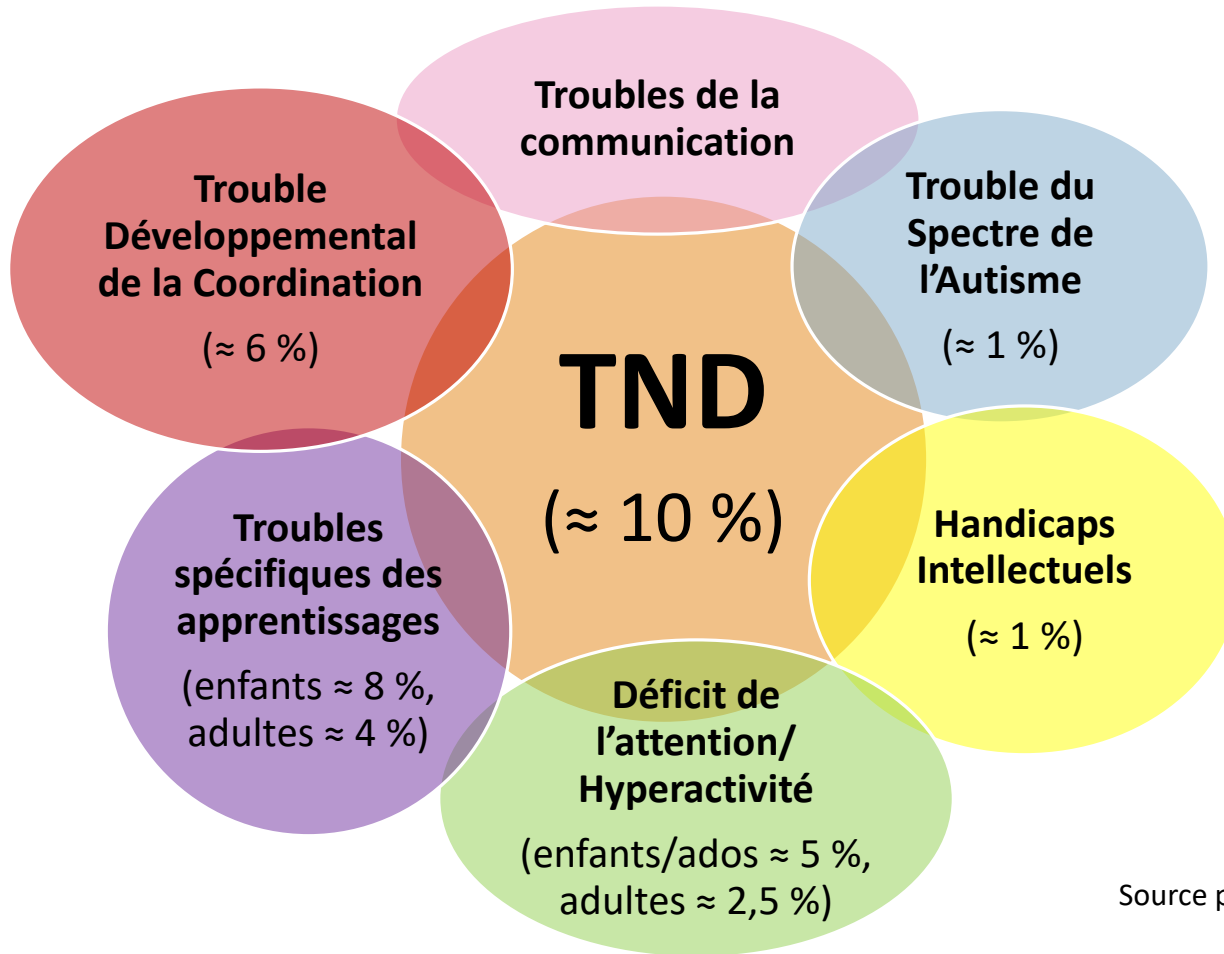 Troubles de la
communication
Trouble
Développemental
de la Coordination
(≈ 6 %)
Trouble du
Spectre de
l’Autisme
(≈ 1 %)
TND
(≈ 10 %)
Troubles
spécifiques des
apprentissages
(enfants ≈ 8 %,
adultes ≈ 4 %)
Handicaps
Intellectuels
(≈ 1 %)
Déficit de
l’attention/
Hyperactivité
(enfants/ados ≈ 5 %,
adultes ≈ 2,5 %)
Source p